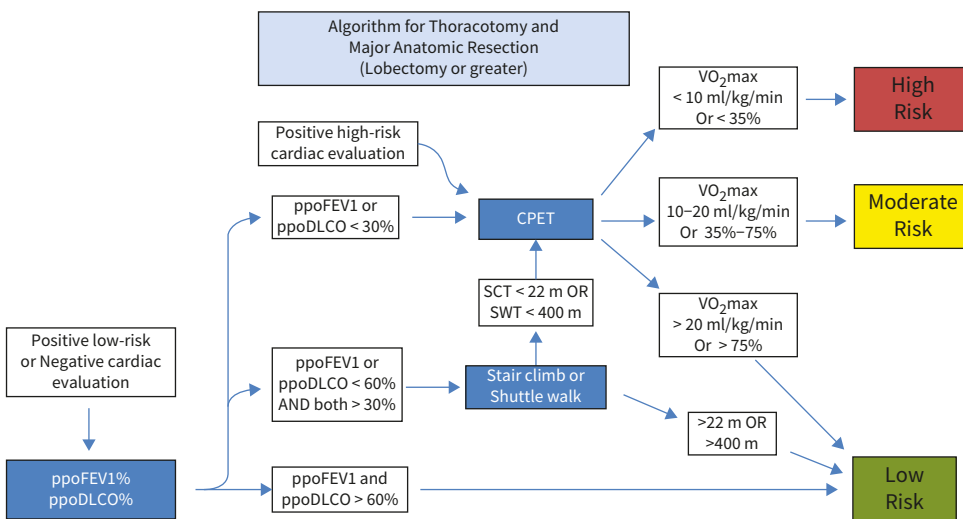 Algorithm for Thoracotomy and
Major Anatomic Resection
(Lobectomy or greater)
VO₂max
< 10 ml/kg/min
Or < 35%
High
Risk
Positive high-risk
cardiac evaluation
ppoFEV1 or
ppoDLCO < 30%
CPET
VO₂max
10−20 ml/kg/min
Or 35%−75%
Moderate
Risk
SCT < 22 m OR
SWT < 400 m
VO₂max
> 20 ml/kg/min
Or > 75%
Positive low-risk
or Negative cardiac
evaluation
ppoFEV1 or
ppoDLCO < 60%
AND both > 30%
Stair climb or
Shuttle walk
>22 m OR
>400 m
ppoFEV1%
ppoDLCO%
ppoFEV1 and
ppoDLCO > 60%
Low
Risk